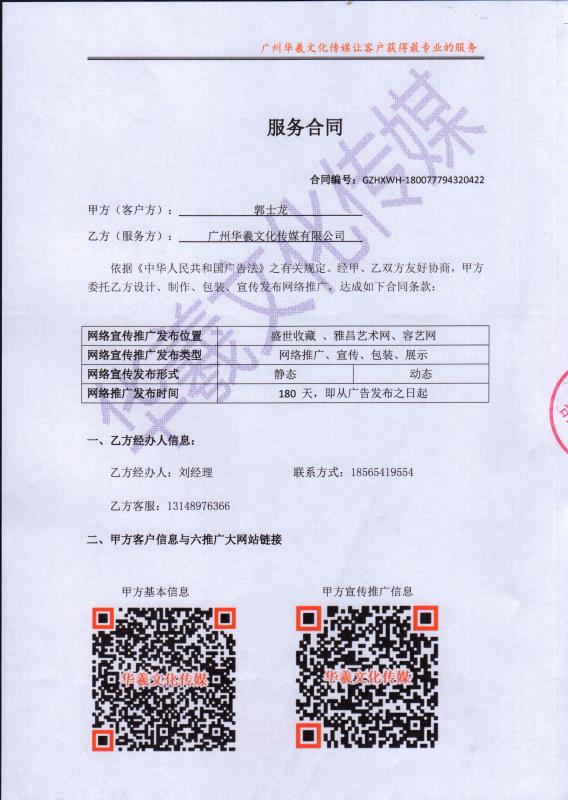 广州华羲文化传媒让客户获得最专业的服务
服务合同
合同编号：GZHXWH-180077794320422
甲方（客户方）： 郭士龙
乙方（服务方）： 广州华羲文化传媒有限公司
依据《中华人民共和国广告法》之有关规定。经甲、乙双方友好协商，甲方
委托乙方设计、制作、包装、宣传发布网络推广，达成如下合同条款：
网络宣传推广发布位置 盛世收藏 、雅昌艺术网、容艺网
网络宣传推广发布类型 网络推广、宣传、包装、展示
网络宣传发布形式 静态 动态
网络推广发布时间 180 天，即从广告发布之日起
一、乙方经办人信息：
乙方经办人：刘经理 联系方式：18565419554
乙方客服：13148976366
二、甲方客户信息与六推广大网站链接
甲方基本信息 甲方宣传推广信息
华羲文化传媒 华羲文化传媒
华羲文化传媒